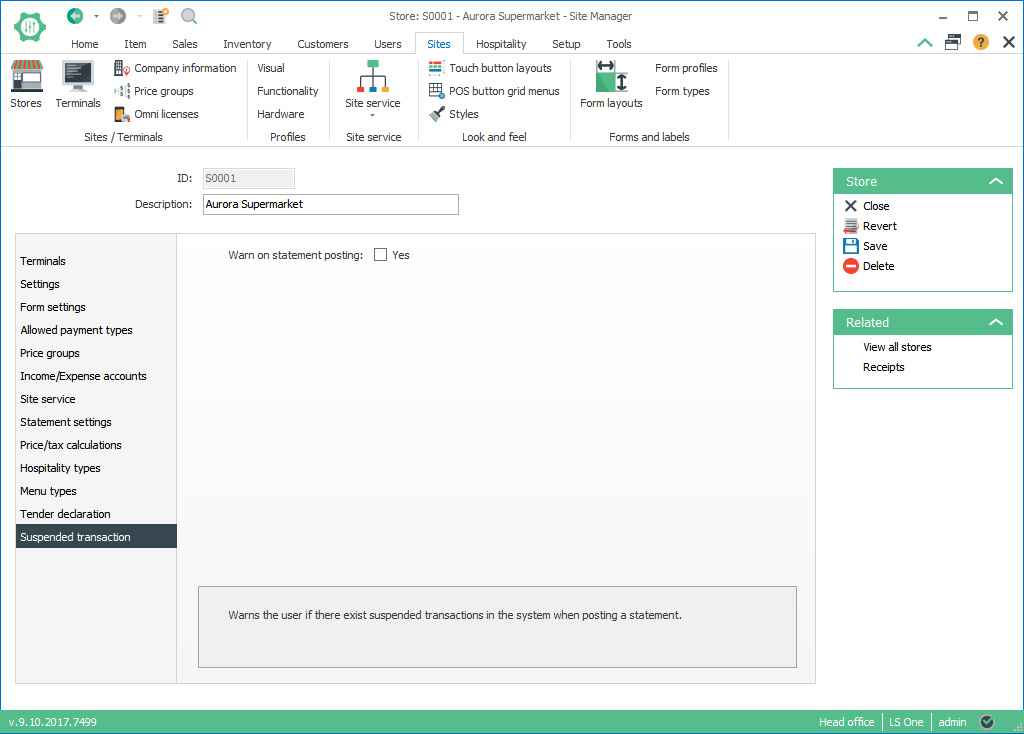 Store: S0001 - Aurora Supermarket - Site Manager
Home Item Sales Inventory Customers Users Sites Hospitality Setup Tools
Stores
Terminals
Company information
Price groups
Omni licenses
Sites / Terminals
Visual
Functionality
Hardware
Profiles
Site service
Site service
Touch button layouts
POS button grid menus
Styles
Look and feel
Form layouts
Form profiles
Form types
Forms and labels
ID: S0001
Description: Aurora Supermarket
Terminals
Settings
Form settings
Allowed payment types
Price groups
Income/Expense accounts
Site service
Statement settings
Price/tax calculations
Hospitality types
Menu types
Tender declaration
Suspended transaction
Warn on statement posting: Yes
Warns the user if there exist suspended transactions in the system when posting a statement.
Store
Close
Revert
Save
Delete
Related
View all stores
Receipts
v.9.10.2017.7499
Head office LS One admin